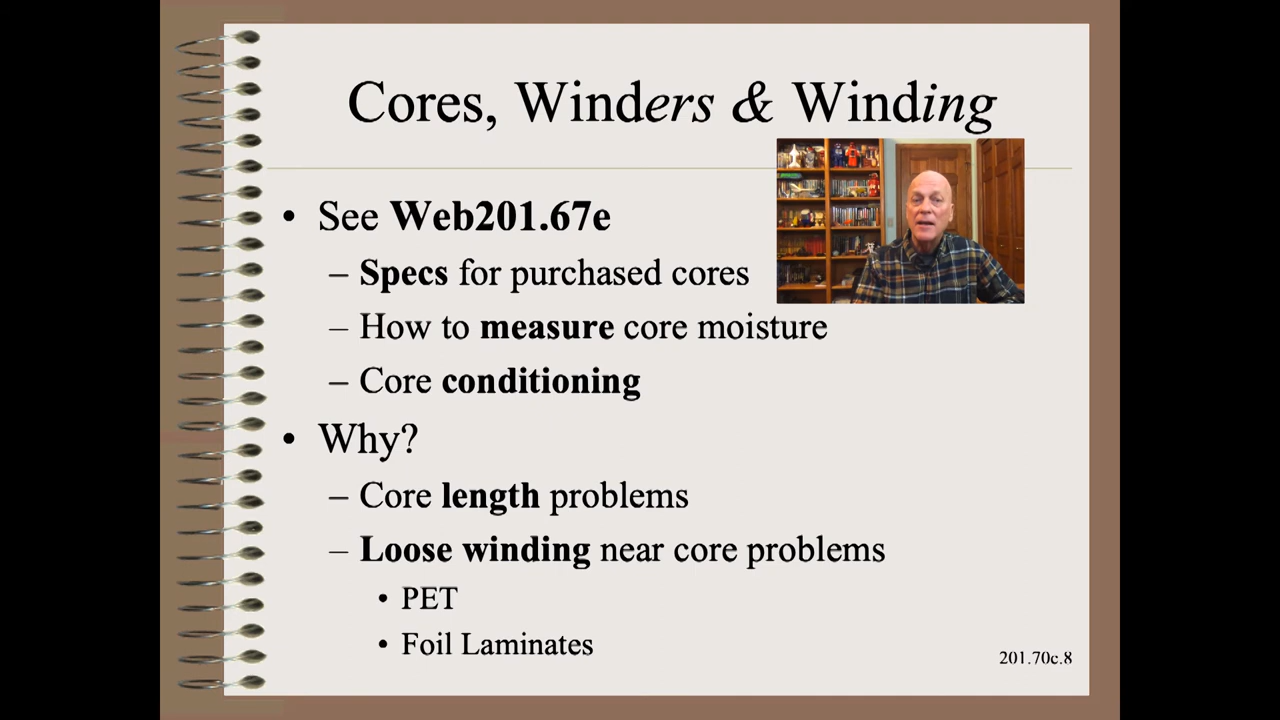 Cores, Winders & Winding
• See Web201.67e
– Specs for purchased cores
– How to measure core moisture
– Core conditioning
• Why?
– Core length problems
– Loose winding near core problems
• PET
• Foil Laminates
201.70c.8